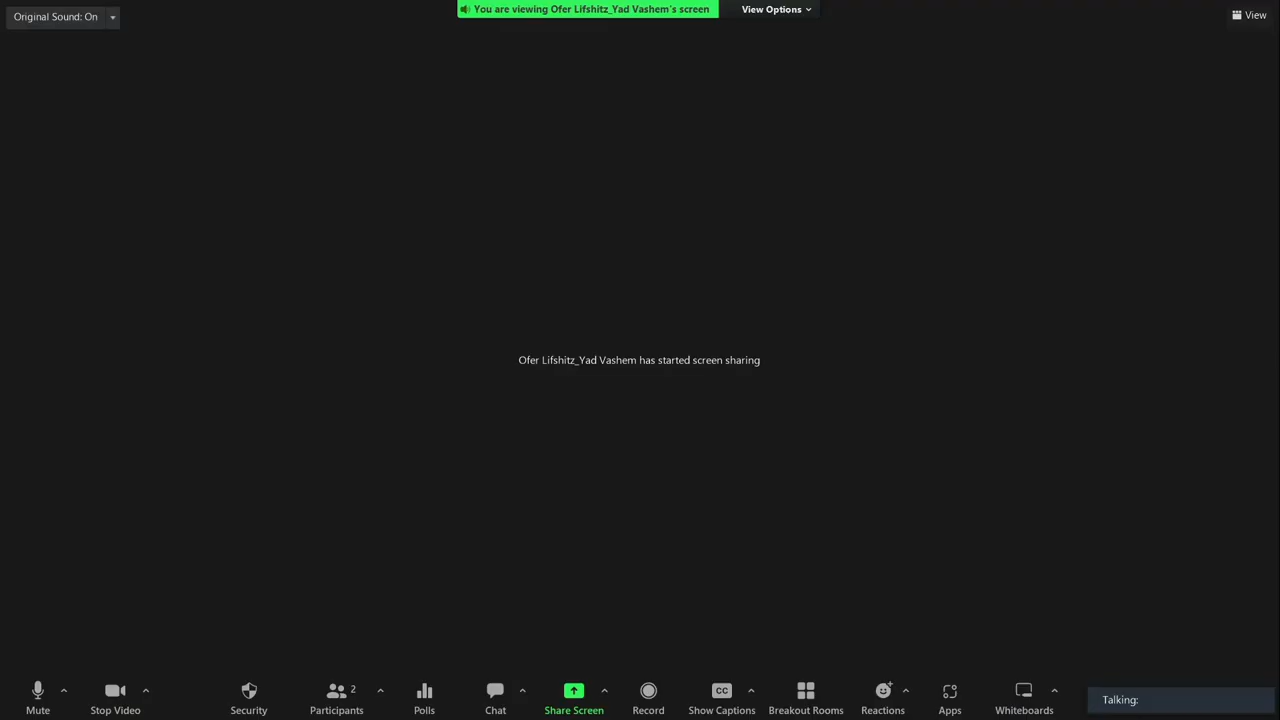 Original Sound: On
You are viewing Ofer Lifshitz_Yad Vashem's screen
View Options
View
Ofer Lifshitz_Yad Vashem has started screen sharing
Mute
Stop Video
Security
2
Participants
Polls
Chat
Share Screen
Record
CC
Show Captions
Breakout Rooms
Reactions
Apps
Whiteboards
Talking: